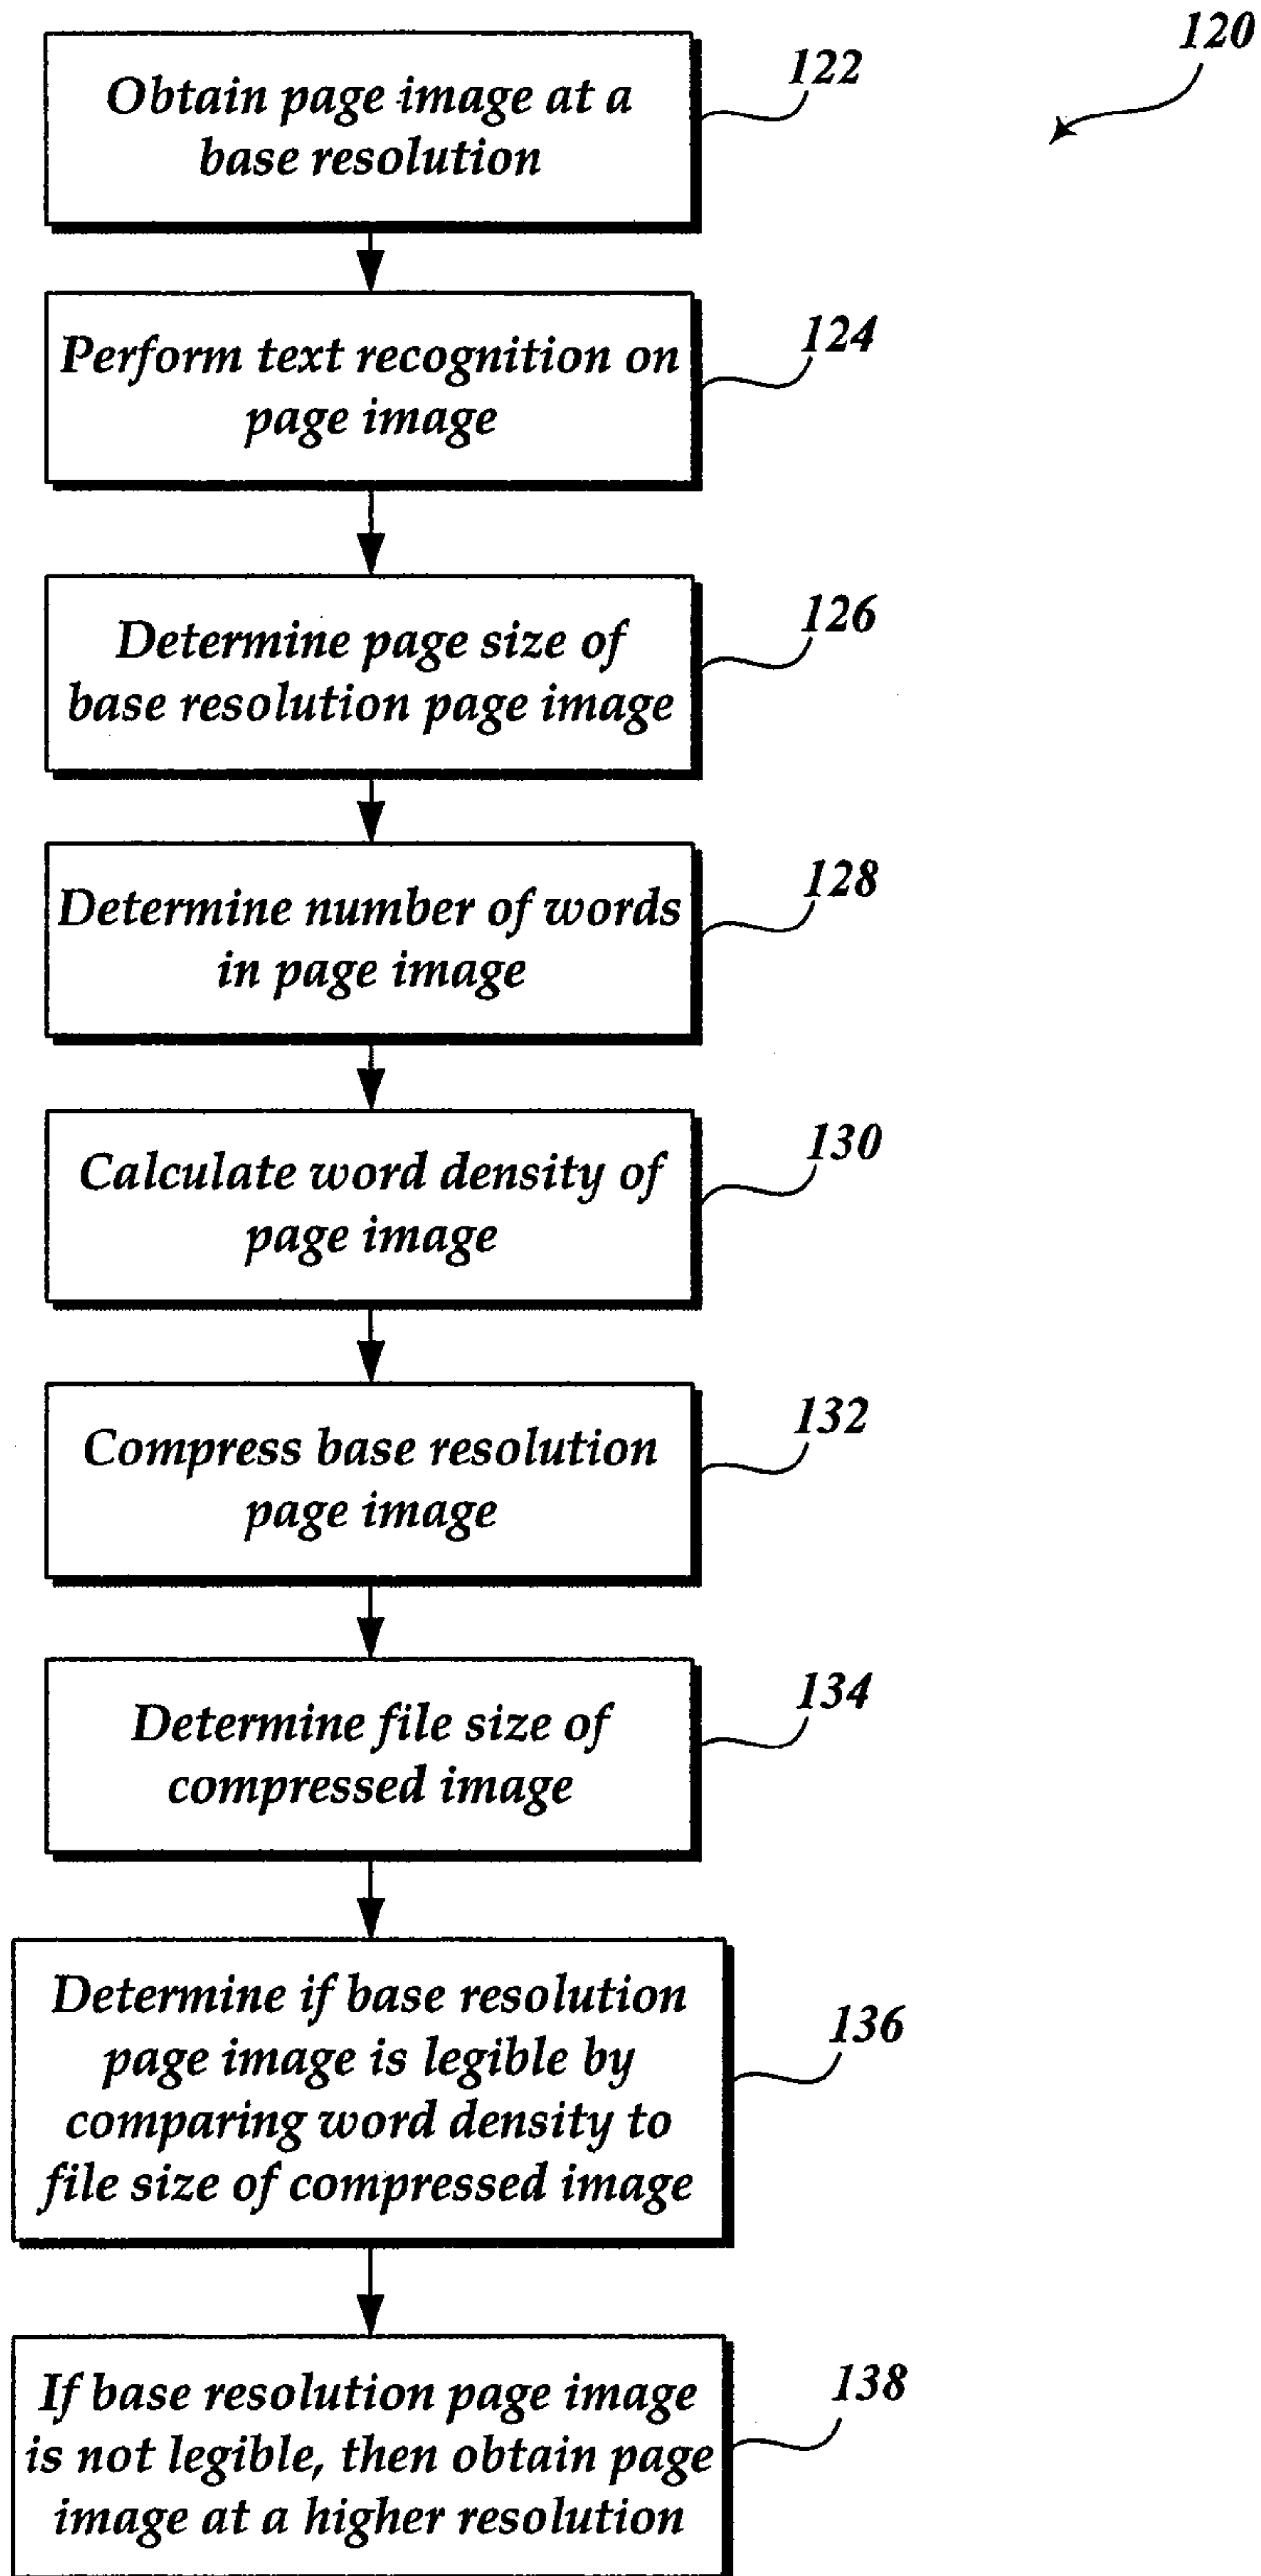 120
Obtain page image at a
base resolution
122
Perform text recognition on
page image
124
Determine page size of
base resolution page image
126
Determine number of words
in page image
128
Calculate word density of
page image
130
Compress base resolution
page image
132
Determine file size of
compressed image
134
Determine if base resolution
page image is legible by
comparing word density to
file size of compressed image
136
If base resolution page image
is not legible, then obtain page
image at a higher resolution
138